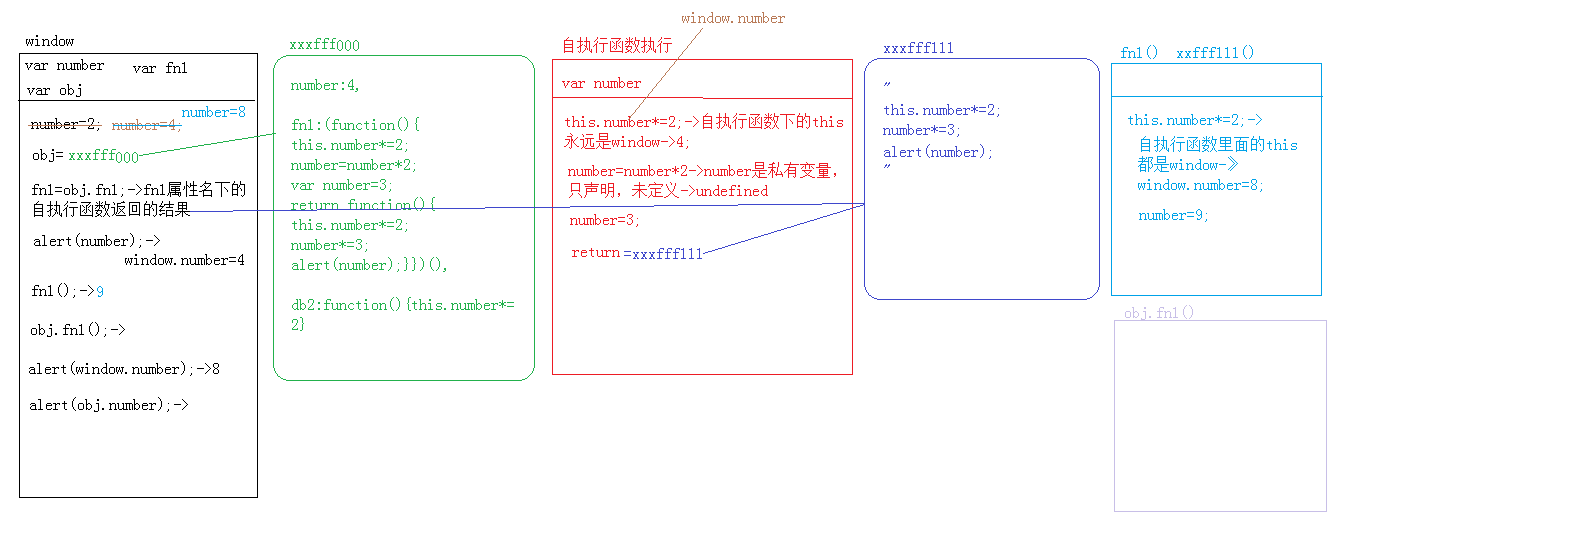 window
var number
var fn1
var obj
number=8
number=2;
number=4;
obj=
xxxfff000
fn1=obj.fn1;->fn1属性名下的
自执行函数返回的结果
alert(number);->
window.number=4
fn1();->9
obj.fn1();->
alert(window.number);->8
alert(obj.number);->
xxxfff000
number:4,
fn1:(function(){
this.number*=2;
number=number*2;
var number=3;
return function(){
this.number*=2;
number*=3;
alert(number);}})(),
db2:function(){this.number*=
2}
window.number
自执行函数执行
var number
this.number*=2;->自执行函数下的this
永远是window->4;
number=number*2->number是私有变量，
只声明，未定义->undefined
number=3;
return
=xxxfff111
xxxfff111
"
this.number*=2;
number*=3;
alert(number);
"
fn1()
xxfff111()
this.number*=2;->
自执行函数里面的this
都是window-》
window.number=8;
number=9;
obj.fn1()